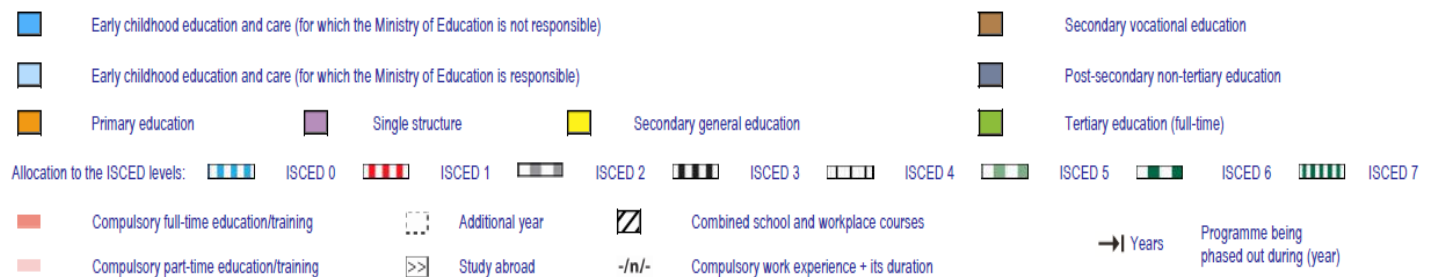 Early childhood education and care (for which the Ministry of Education is not responsible) Secondary vocational education
Early childhood education and care (for which the Ministry of Education is responsible) Post-secondary non-tertiary education
Primary education Single structure Secondary general education Tertiary education (full-time)
Allocation to the ISCED levels: ISCED 0 ISCED 1 ISCED 2 ISCED 3 ISCED 4 ISCED 5 ISCED 6 ISCED 7
Compulsory full-time education/training Additional year Combined school and workplace courses
Compulsory part-time education/training >> Study abroad -/n/- Compulsory work experience + its duration
Years Programme being
phased out during (year)